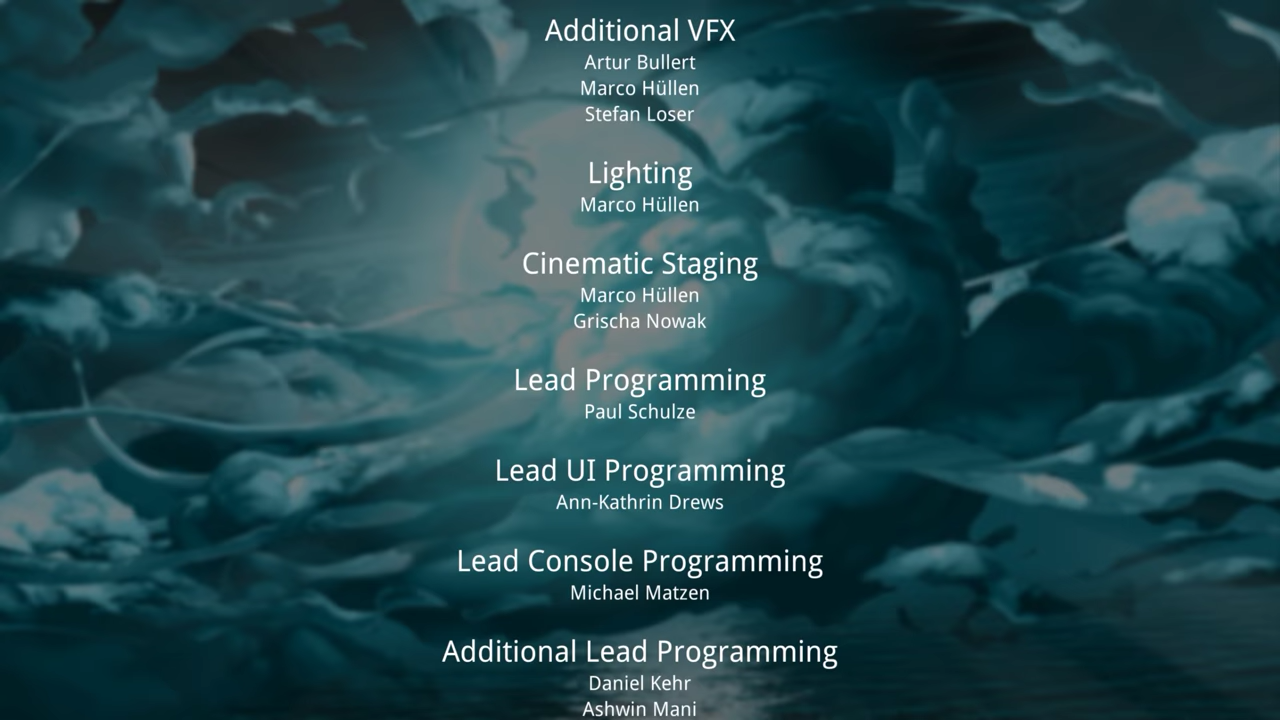 Additional VFX
Artur Bullert
Marco Hüllen
Stefan Loser
Lighting
Marco Hüllen
Cinematic Staging
Marco Hüllen
Grischa Nowak
Lead Programming
Paul Schulze
Lead UI Programming
Ann-Kathrin Drews
Lead Console Programming
Michael Matzen
Additional Lead Programming
Daniel Kehr
Ashwin Mani